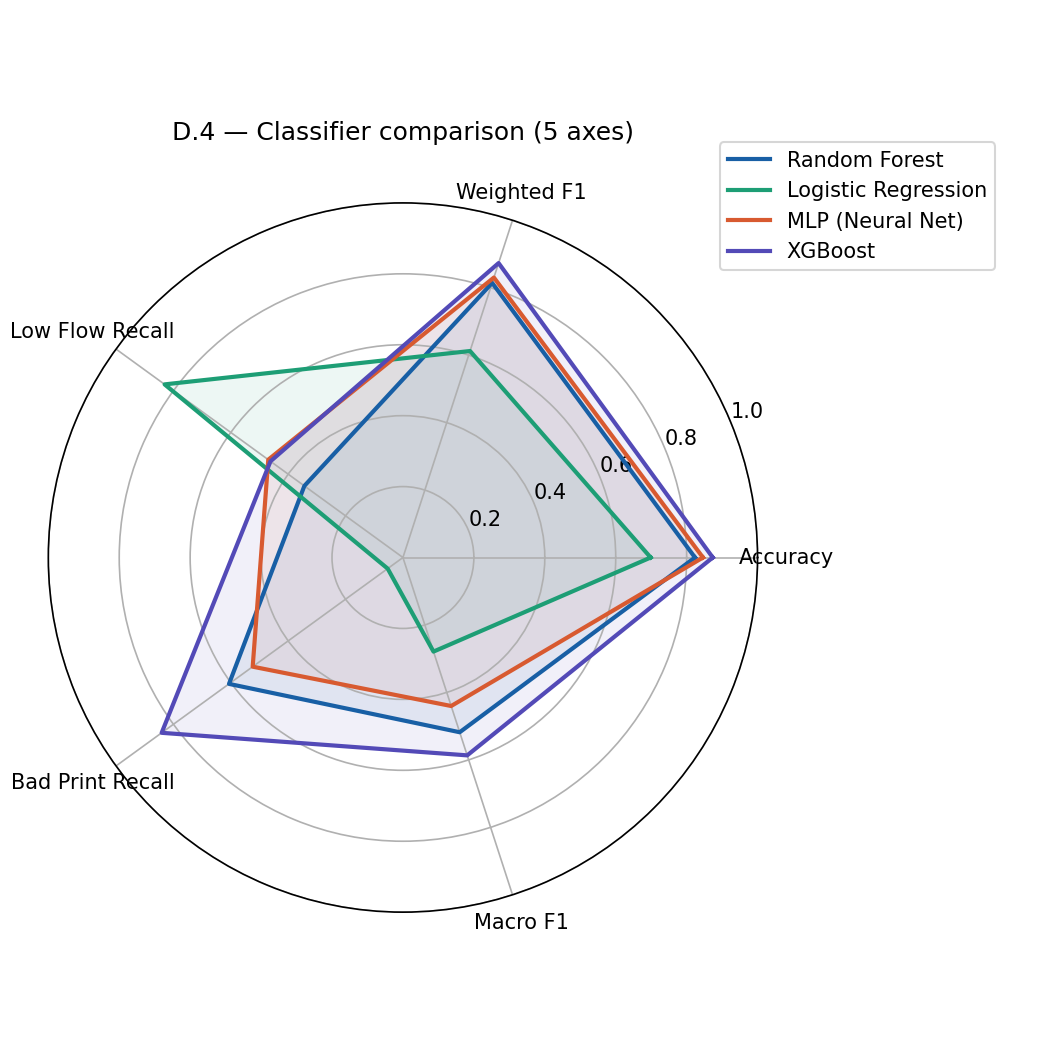 D.4 — Classifier comparison (5 axes)
Random Forest
Logistic Regression
MLP (Neural Net)
XGBoost
Weighted F1
Low Flow Recall
1.0
0.8
0.6
0.4
0.2
Accuracy
Bad Print Recall
Macro F1